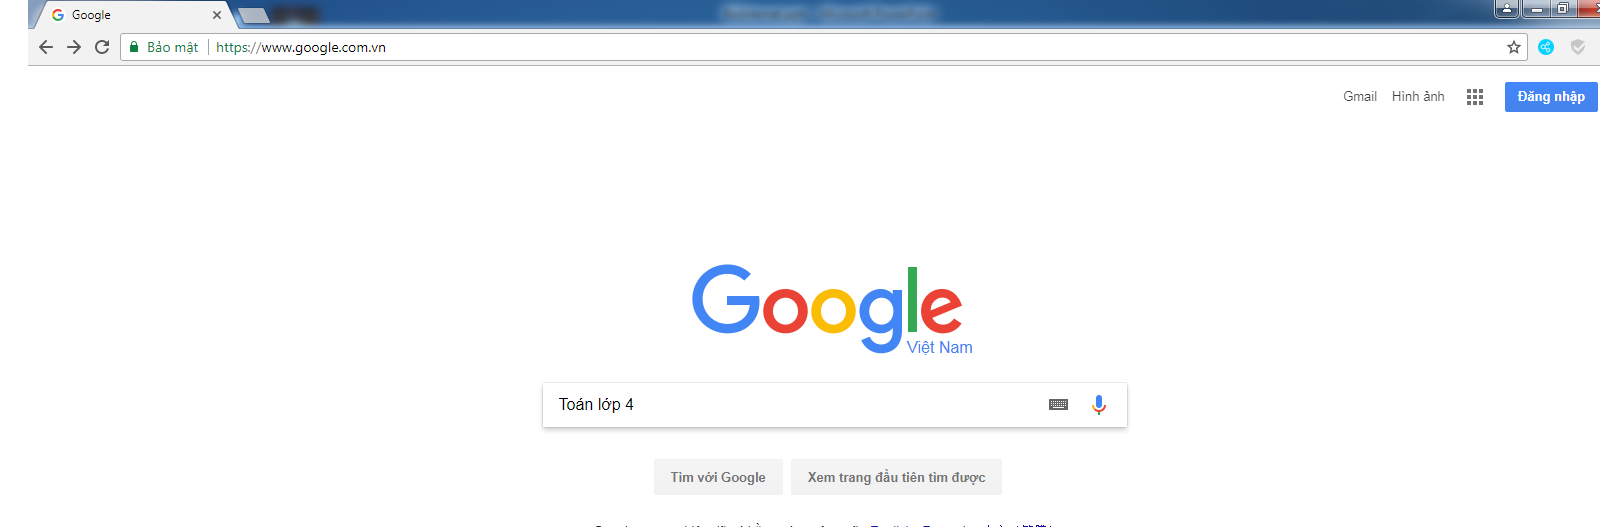 Google
Bảo mật https://www.google.com.vn
Gmail Hình ảnh Đăng nhập
Google
Việt Nam
Toán lớp 4
Tìm với Google Xem trang đầu tiên tìm được